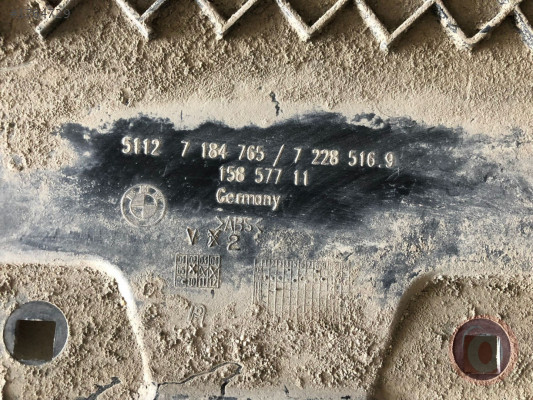 5112 7 184 765 / 7 228 516.9
158 577 11
Germany
>ABS<
V X 2